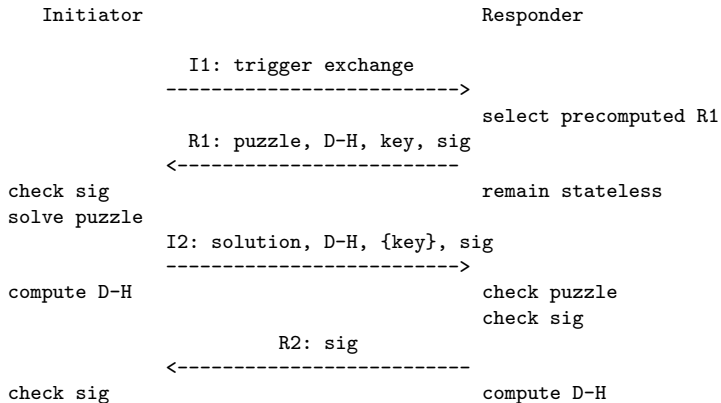 Initiator                              Responder
I1: trigger exchange
-------------------------->
select precomputed R1
R1: puzzle, D-H, key, sig
<-------------------------
check sig                              remain stateless
solve puzzle
I2: solution, D-H, {key}, sig
-------------------------->
compute D-H                            check puzzle
check sig
R2: sig
<--------------------------
check sig                              compute D-H